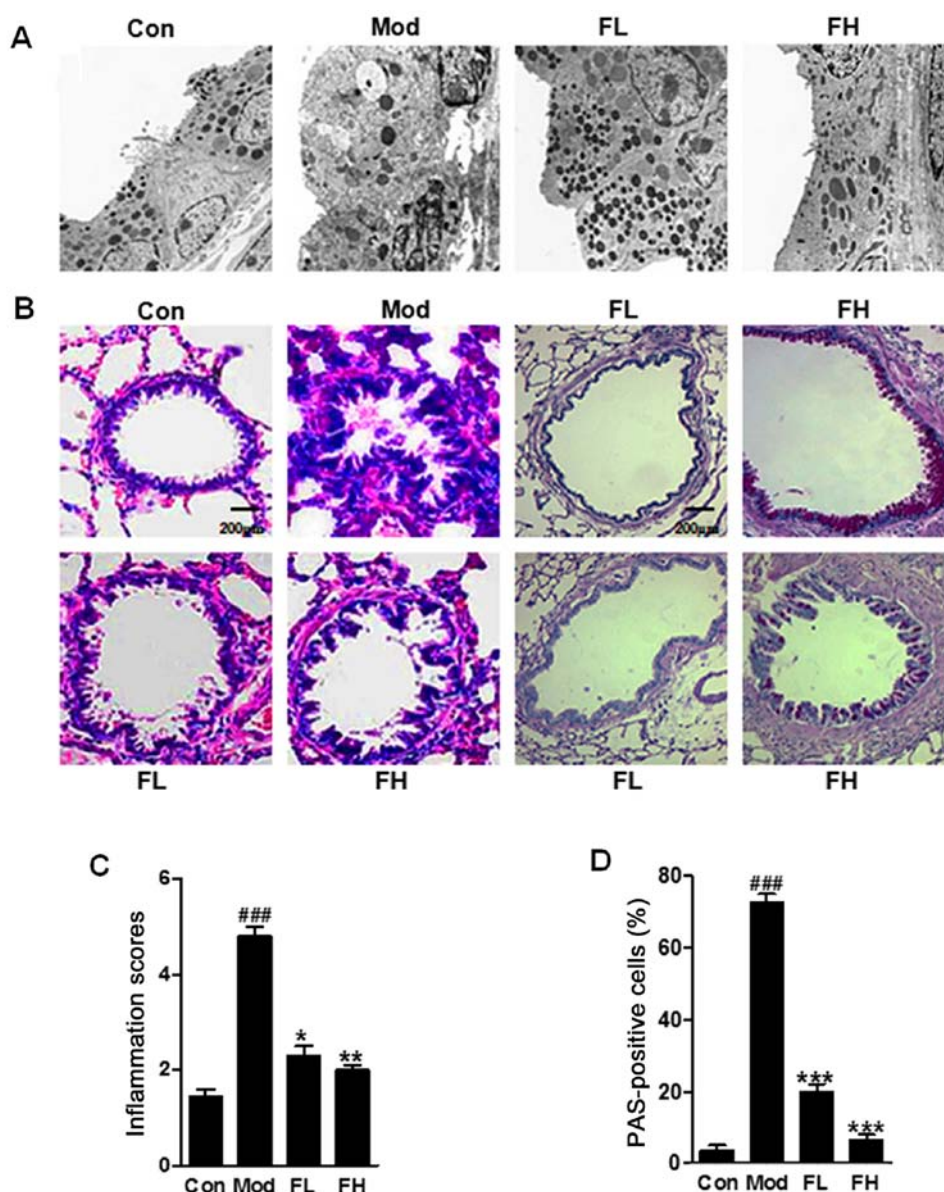 A
Con Mod FL FH
B
Con Mod FL FH
200μm 200μm
FL FH FL FH
C
Inflammation scores
6
4
2
0
###
*
**
Con Mod FL FH
D
PAS-positive cells (%)
80
60
40
20
0
###
***
***
Con Mod FL FH